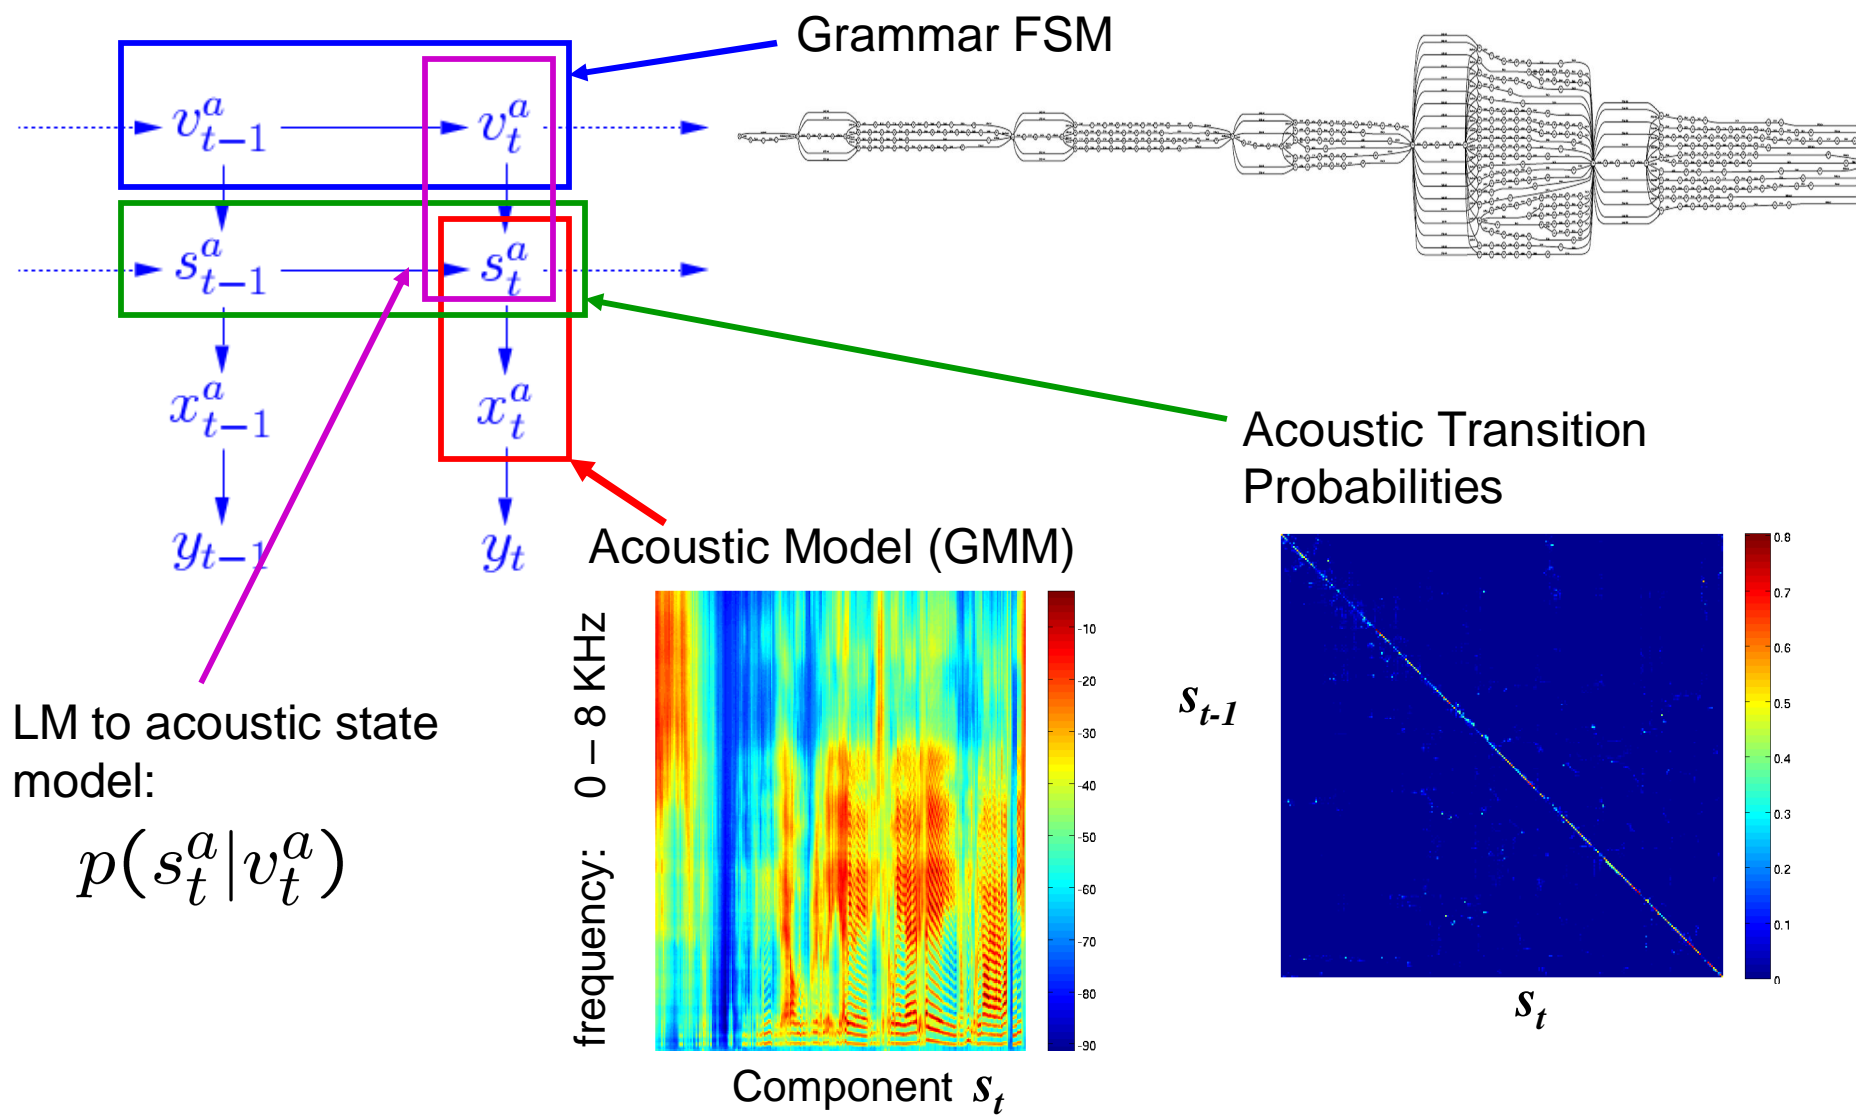 Grammar FSM
v^a_{t-1} v^a_t
s^a_{t-1} s^a_t
x^a_{t-1} x^a_t
y_{t-1} y_t
Acoustic Transition
Probabilities
Acoustic Model (GMM)
LM to acoustic state
model:
p(s^a_t|v^a_t)
frequency: 0 – 8 KHz
-10
-20
-30
-40
-50
-60
-70
-80
-90
Component s_t
s_{t-1}
0.8
0.7
0.6
0.5
0.4
0.3
0.2
0.1
0
s_t